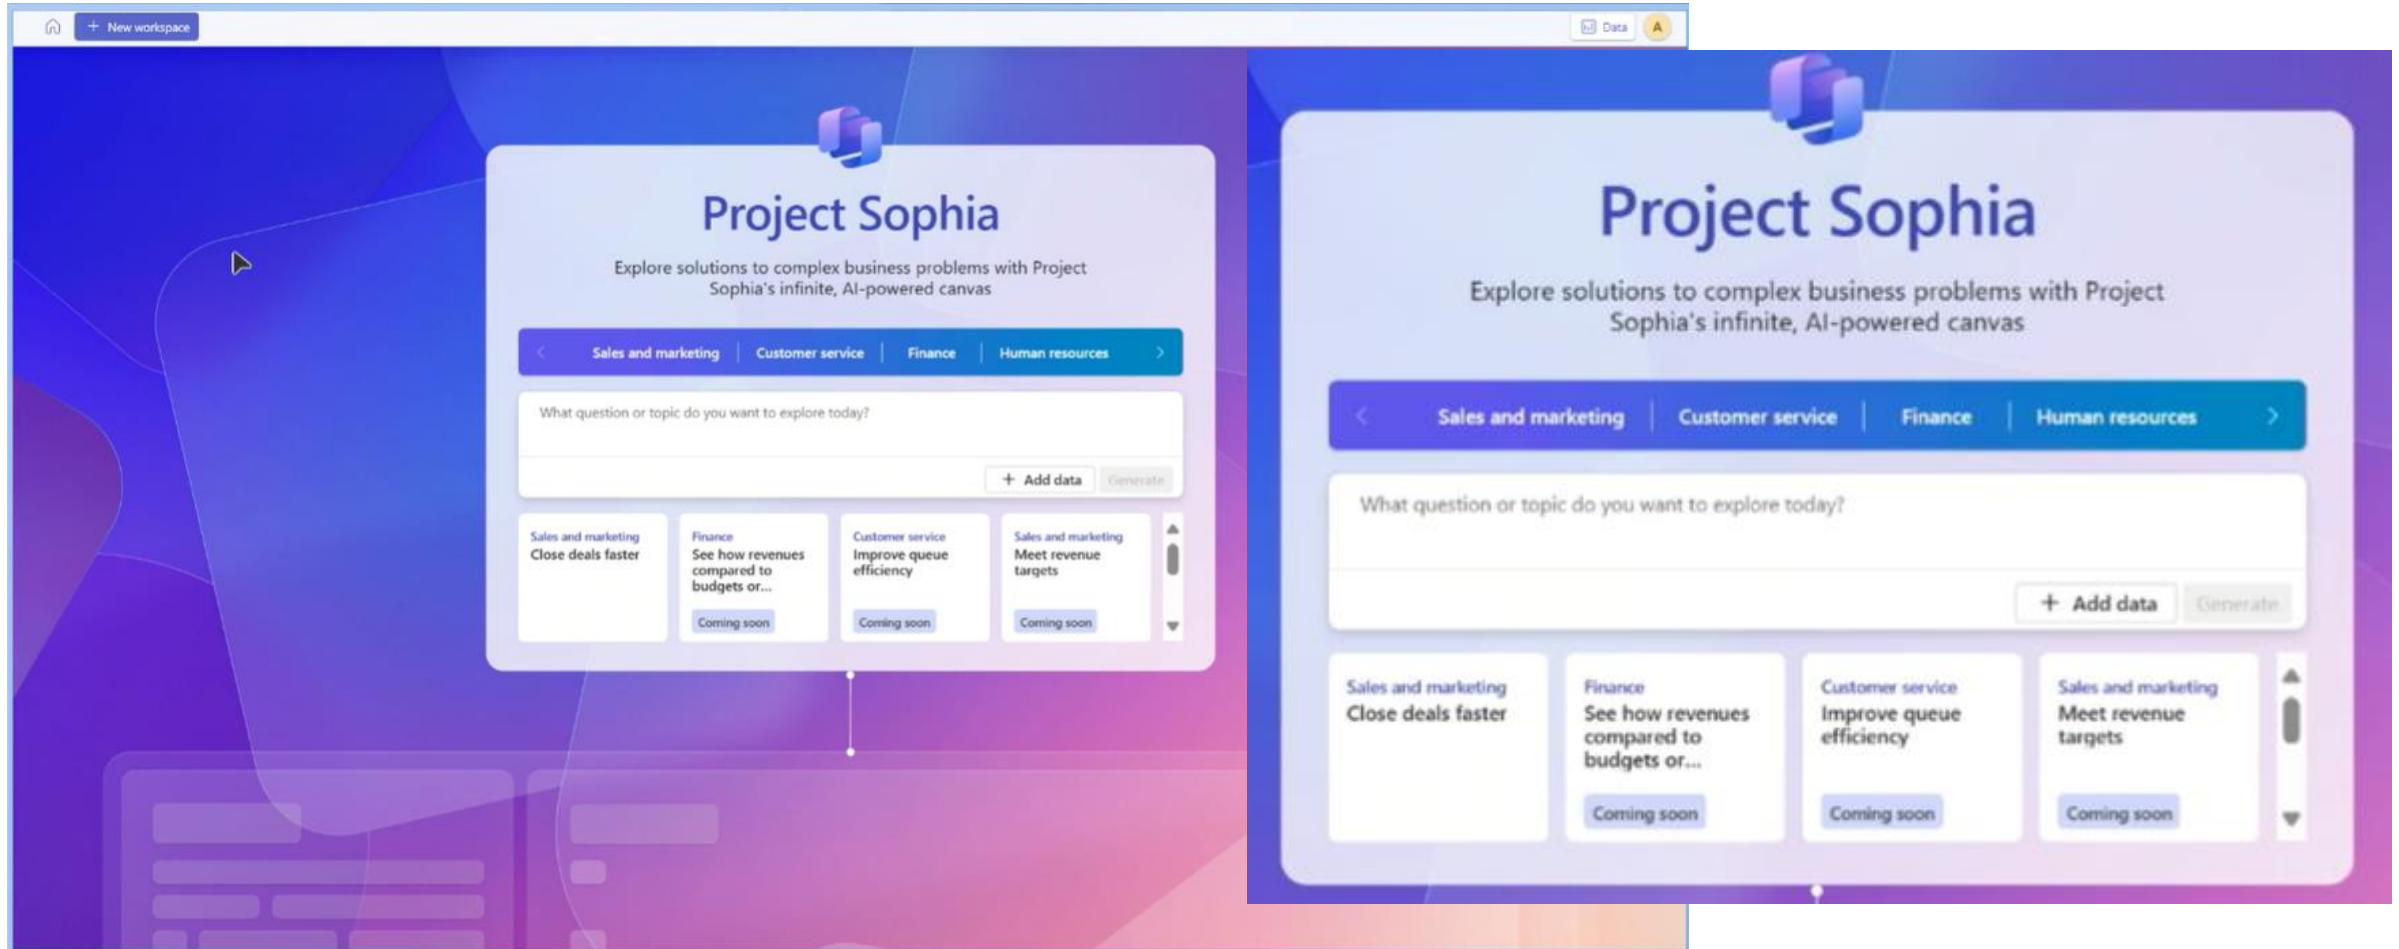 + New workspace
Data
A
Project Sophia
Explore solutions to complex business problems with Project
Sophia's infinite, AI-powered canvas
Sales and marketing | Customer service | Finance | Human resources
What question or topic do you want to explore today?
+ Add data Generate
Sales and marketing
Close deals faster
Finance
See how revenues
compared to
budgets or...
Coming soon
Customer service
Improve queue
efficiency
Coming soon
Sales and marketing
Meet revenue
targets
Coming soon
Project Sophia
Explore solutions to complex business problems with Project
Sophia's infinite, AI-powered canvas
Sales and marketing | Customer service | Finance | Human resources
What question or topic do you want to explore today?
+ Add data Generate
Sales and marketing
Close deals faster
Finance
See how revenues
compared to
budgets or...
Coming soon
Customer service
Improve queue
efficiency
Coming soon
Sales and marketing
Meet revenue
targets
Coming soon